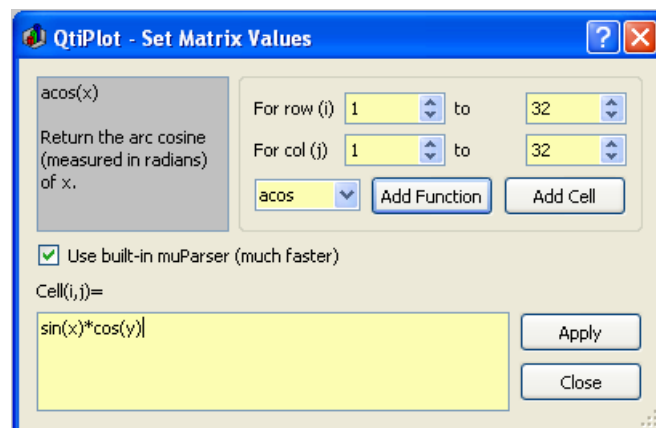 QtiPlot - Set Matrix Values
acos(x)
Return the arc cosine
(measured in radians)
of x.
For row (i) 1 to 32
For col (j) 1 to 32
acos Add Function Add Cell
Use built-in muParser (much faster)
Cell(i,j)=
sin(x)*cos(y)
Apply
Close